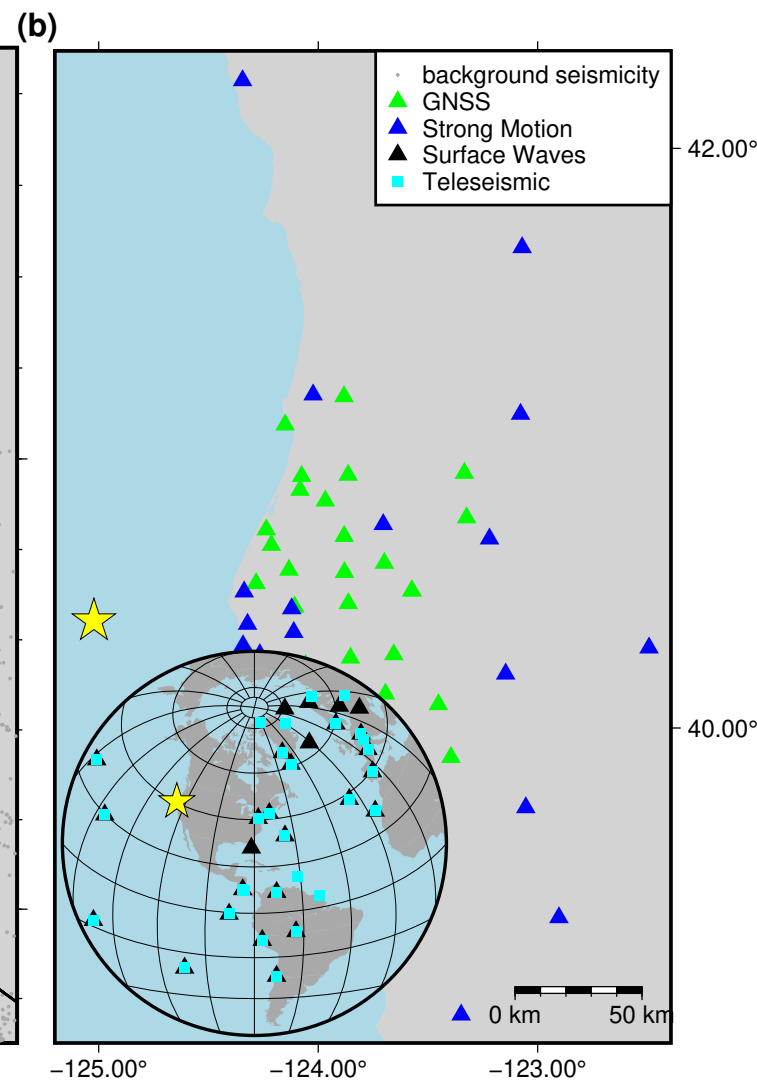 (b)
background seismicity
GNSS
Strong Motion
Surface Waves
Teleseismic
42.00°
40.00°
0 km 50 km
−125.00° −124.00° −123.00°